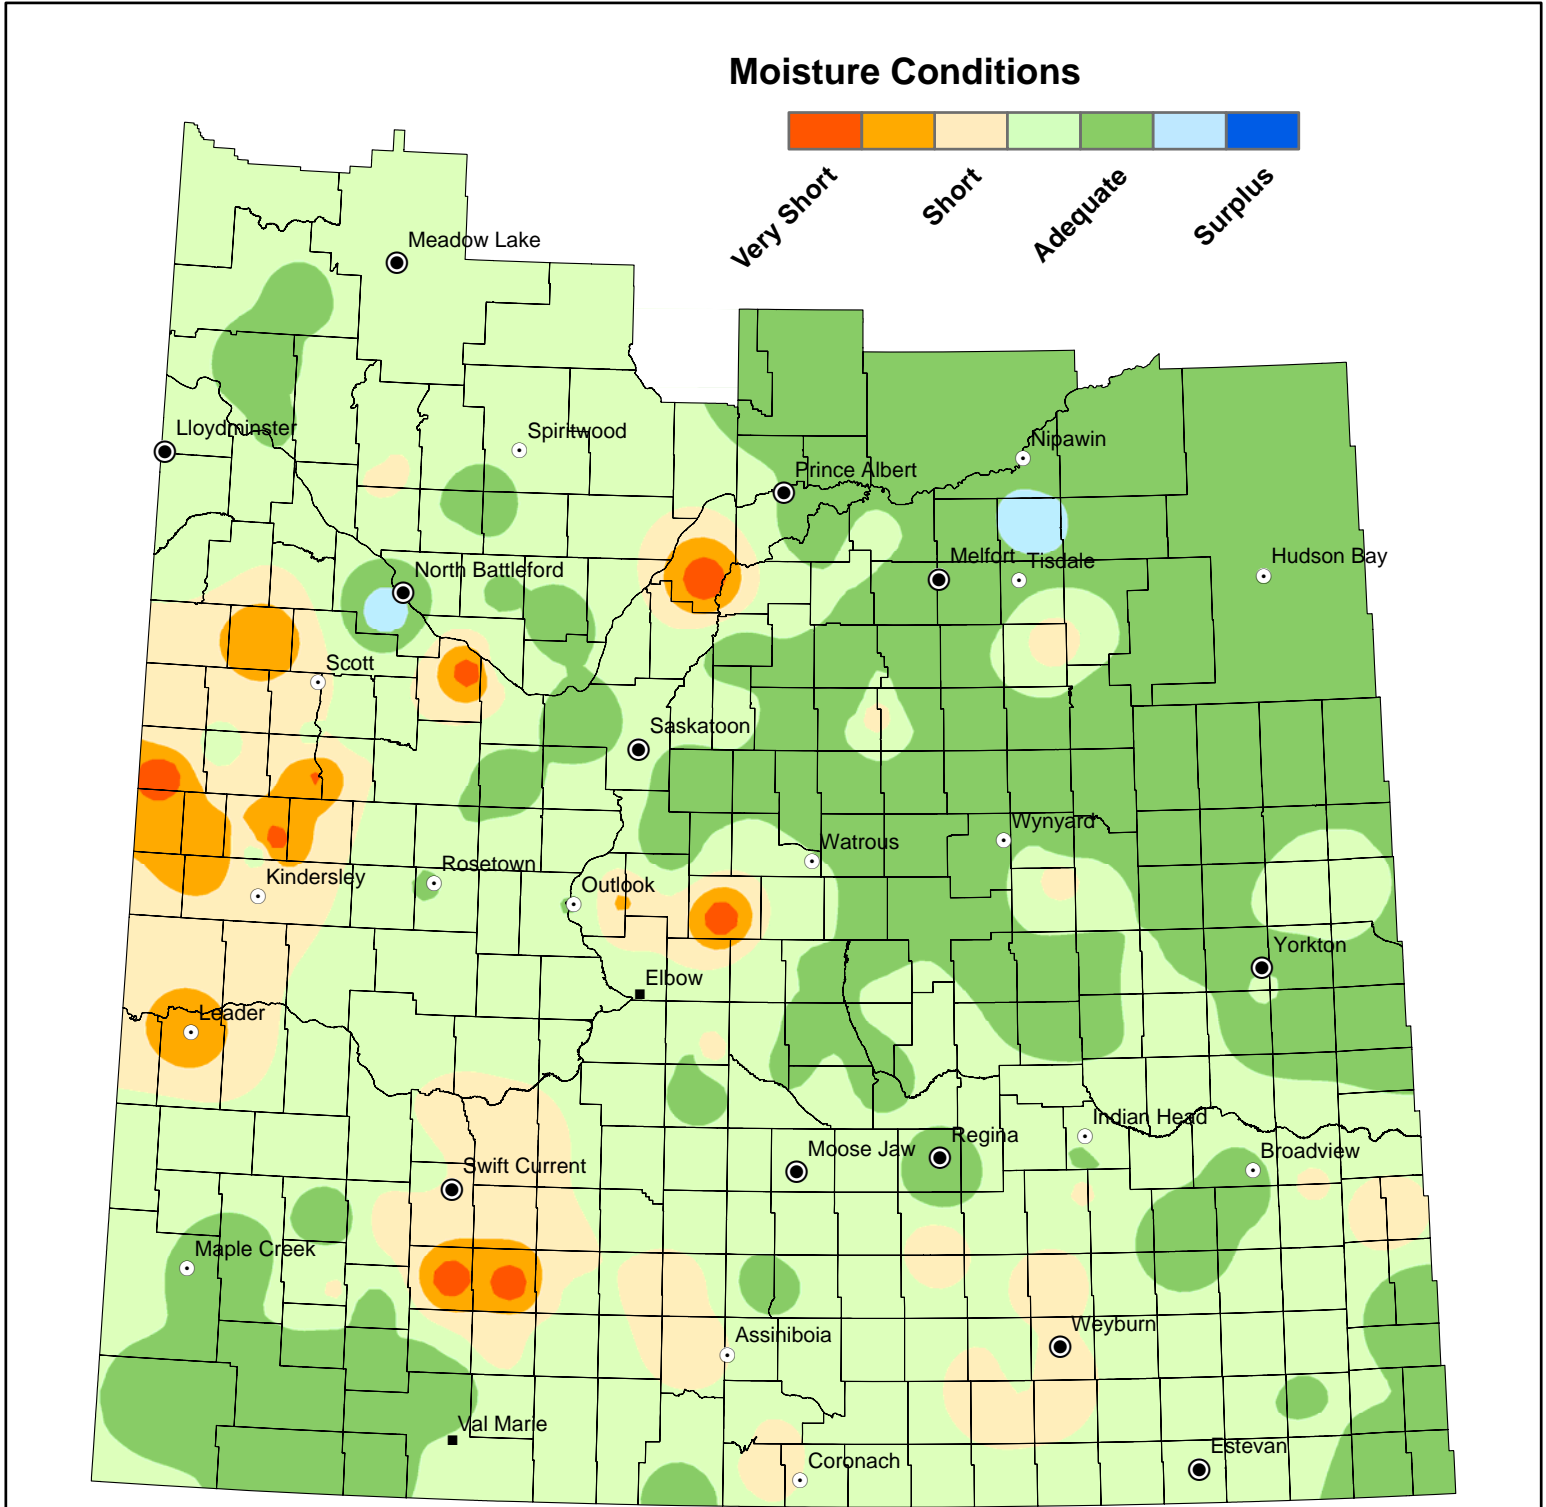 Moisture Conditions
Very Short
Short
Adequate
Surplus
Meadow Lake
Lloydminster
Spiritwood
Nipawin
Prince Albert
Melfort
Tisdale
Hudson Bay
North Battleford
Scott
Saskatoon
Watrous
Wynyard
Kindersley
Rosetown
Outlook
Yorkton
Elbow
Leader
Indian Head
Regina
Moose Jaw
Broadview
Swift Current
Maple Creek
Weyburn
Assiniboia
Val Marie
Coronach
Estevan